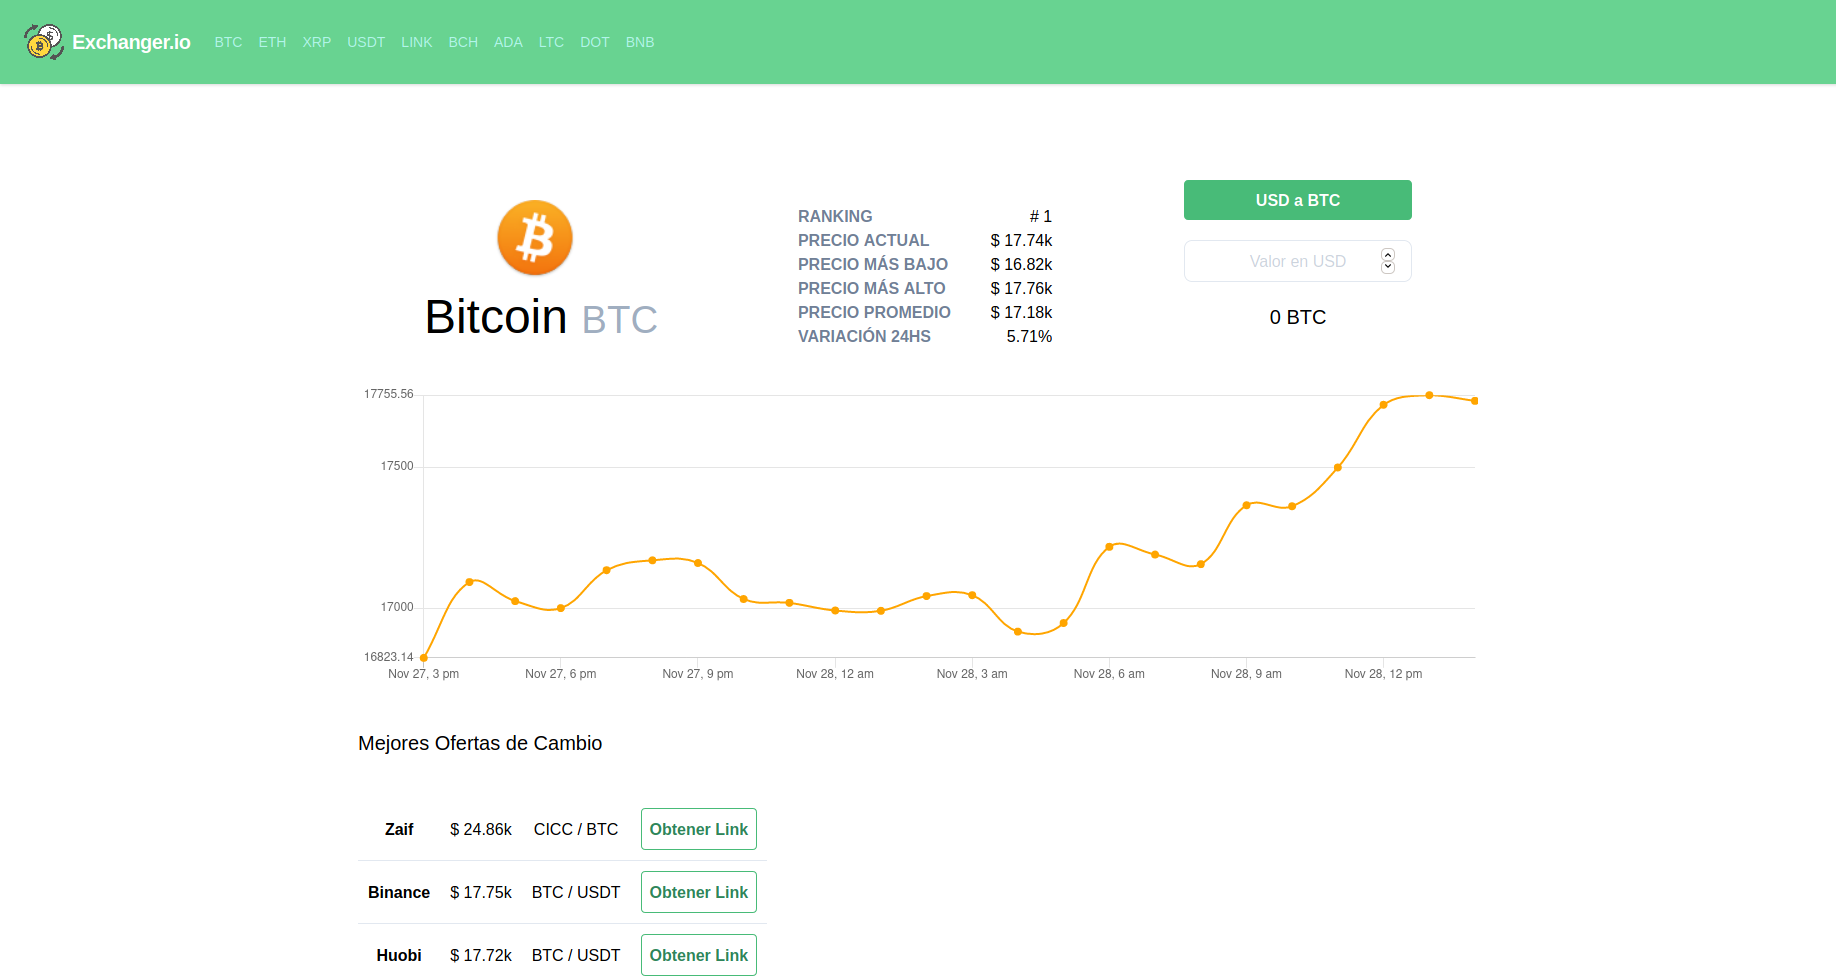 Exchanger.io BTC ETH XRP USDT LINK BCH ADA LTC DOT BNB
Bitcoin BTC
RANKING # 1
PRECIO ACTUAL $ 17.74k
PRECIO MÁS BAJO $ 16.82k
PRECIO MÁS ALTO $ 17.76k
PRECIO PROMEDIO $ 17.18k
VARIACIÓN 24HS 5.71%
USD a BTC
Valor en USD
0 BTC
17755.56
17500
17000
16823.14
Nov 27, 3 pm Nov 27, 6 pm Nov 27, 9 pm Nov 28, 12 am Nov 28, 3 am Nov 28, 6 am Nov 28, 9 am Nov 28, 12 pm
Mejores Ofertas de Cambio
Zaif $ 24.86k CICC / BTC Obtener Link
Binance $ 17.75k BTC / USDT Obtener Link
Huobi $ 17.72k BTC / USDT Obtener Link